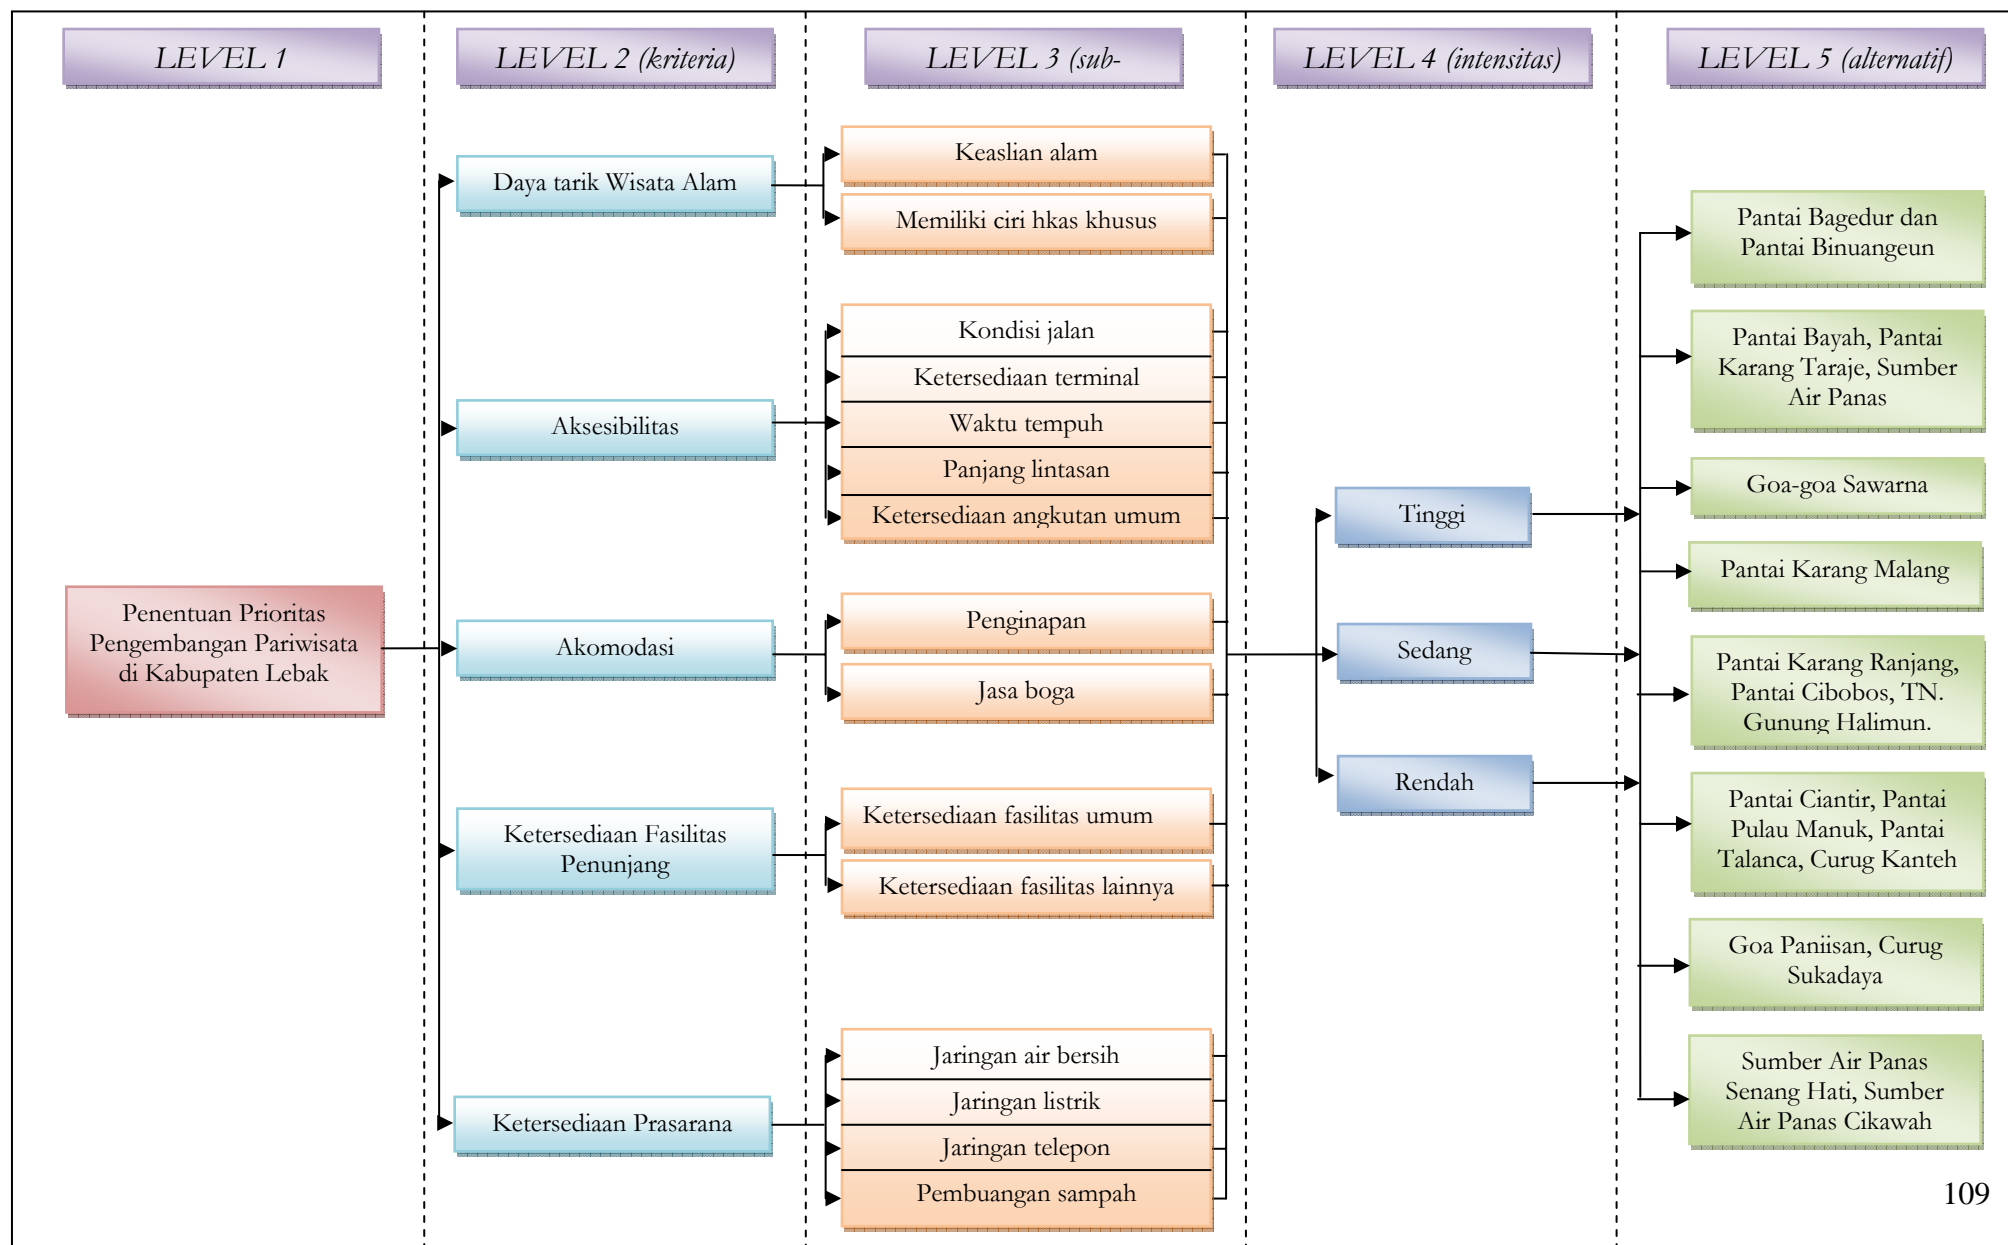 LEVEL 1
LEVEL 2 (kriteria)
LEVEL 3 (sub-
LEVEL 4 (intensitas)
LEVEL 5 (alternatif)
Penentuan Prioritas
Pengembangan Pariwisata
di Kabupaten Lebak
Daya tarik Wisata Alam
Aksesibilitas
Akomodasi
Ketersediaan Fasilitas
Penunjang
Ketersediaan Prasarana
Keaslian alam
Memiliki ciri hkas khusus
Kondisi jalan
Ketersediaan terminal
Waktu tempuh
Panjang lintasan
Ketersediaan angkutan umum
Penginapan
Jasa boga
Ketersediaan fasilitas umum
Ketersediaan fasilitas lainnya
Jaringan air bersih
Jaringan listrik
Jaringan telepon
Pembuangan sampah
Tinggi
Sedang
Rendah
Pantai Bagedur dan
Pantai Binuangeun
Pantai Bayah, Pantai
Karang Taraje, Sumber
Air Panas
Goa-goa Sawarna
Pantai Karang Malang
Pantai Karang Ranjang,
Pantai Cibobos, TN.
Gunung Halimun.
Pantai Ciantir, Pantai
Pulau Manuk, Pantai
Talanca, Curug Kanteh
Goa Paniisan, Curug
Sukadaya
Sumber Air Panas
Senang Hati, Sumber
Air Panas Cikawah
109